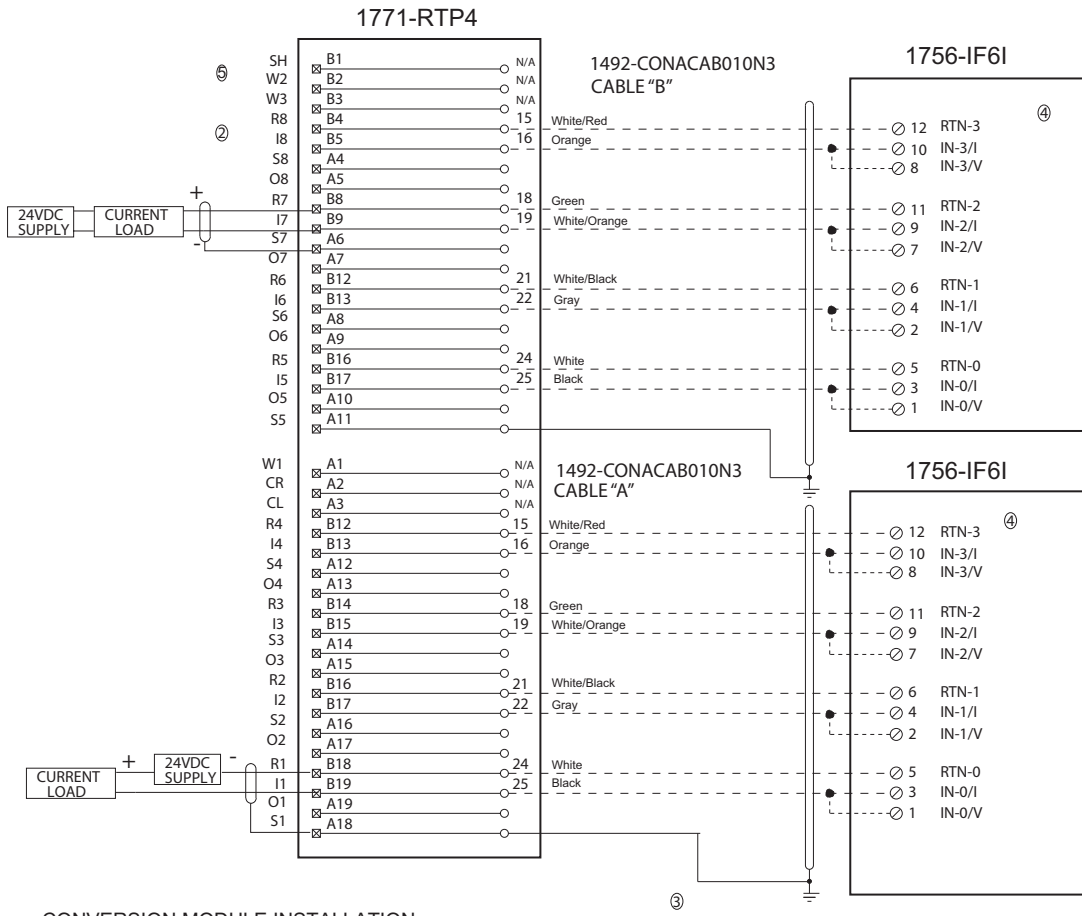 1771-RTP4
1492-CONACAB010N3
CABLE "B"
1756-IF6I
④
⑤
②
SH B1 N/A
W2 B2 N/A
W3 B3 N/A
R8 B4 15 White/Red 12 RTN-3
I8 B5 16 Orange 10 IN-3/I
S8 A4 8 IN-3/V
O8 A5
R7 B8 18 Green 11 RTN-2
I7 B9 19 White/Orange 9 IN-2/I
S7 A6 7 IN-2/V
O7 A7
R6 B12 21 White/Black 6 RTN-1
I6 B13 22 Gray 4 IN-1/I
S6 A8 2 IN-1/V
O6 A9
R5 B16 24 White 5 RTN-0
I5 B17 25 Black 3 IN-0/I
O5 A10 1 IN-0/V
S5 A11
+
24VDC
SUPPLY
CURRENT
LOAD
-
1492-CONACAB010N3
CABLE "A"
1756-IF6I
④
W1 A1 N/A
CR A2 N/A
CL A3 N/A
R4 B12 15 White/Red 12 RTN-3
I4 B13 16 Orange 10 IN-3/I
S4 A12 8 IN-3/V
O4 A13
R3 B14 18 Green 11 RTN-2
I3 B15 19 White/Orange 9 IN-2/I
S3 A14 7 IN-2/V
O3 A15
R2 B16 21 White/Black 6 RTN-1
I2 B17 22 Gray 4 IN-1/I
S2 A16 2 IN-1/V
O2 A17
R1 B18 24 White 5 RTN-0
I1 B19 25 Black 3 IN-0/I
O1 A19 1 IN-0/V
S1 A18
CURRENT
LOAD
+
24VDC
SUPPLY
-
③
CONVERSION MODULE INSTALLATION